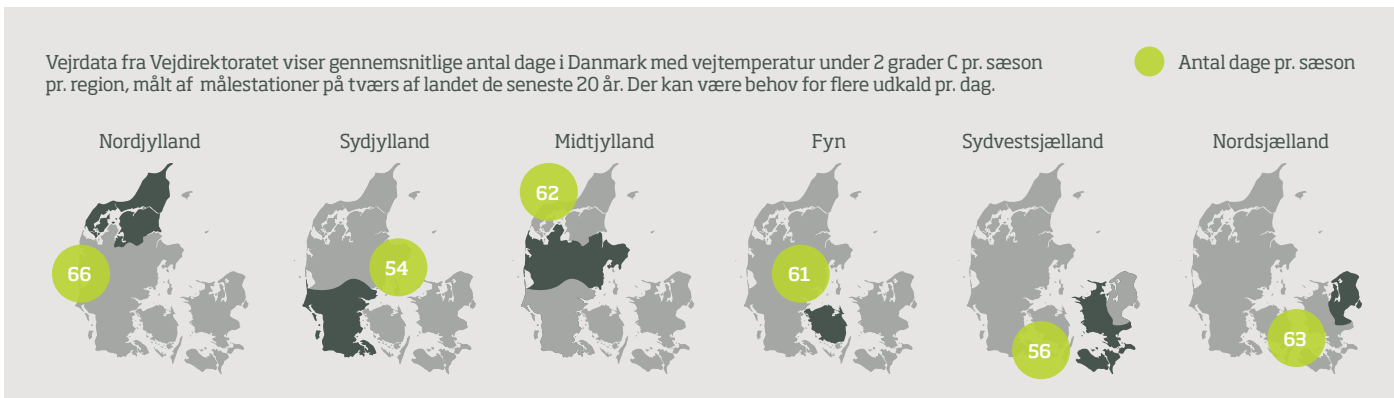 Vejrdata fra Vejdirektoratet viser gennemsnitlige antal dage i Danmark med vejtemperatur under 2 grader C pr. sæson
pr. region, målt af målestationer på tværs af landet de seneste 20 år. Der kan være behov for flere udkald pr. dag.
Antal dage pr. sæson
Nordjylland
66
Sydjylland
54
Midtjylland
62
Fyn
61
Sydvestsjælland
56
Nordsjælland
63